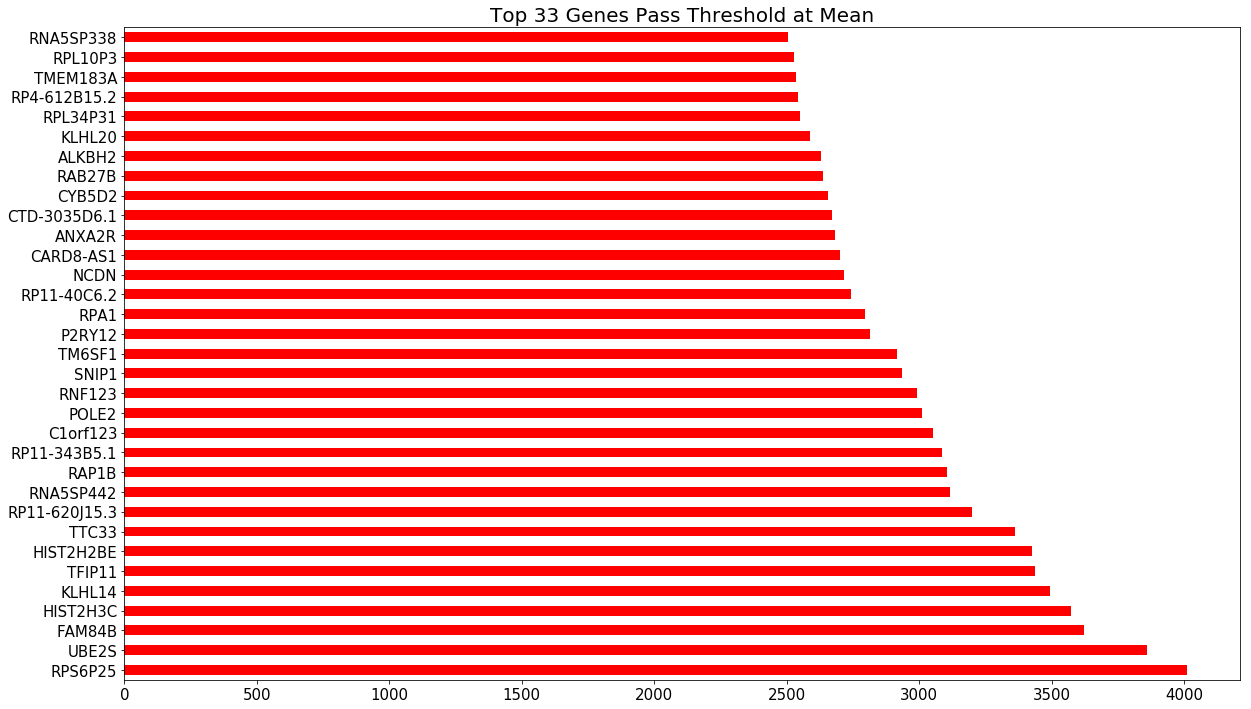 Top 33 Genes Pass Threshold at Mean
RNA5SP338
RPL10P3
TMEM183A
RP4-612B15.2
RPL34P31
KLHL20
ALKBH2
RAB27B
CYB5D2
CTD-3035D6.1
ANXA2R
CARD8-AS1
NCDN
RP11-40C6.2
RPA1
P2RY12
TM6SF1
SNIP1
RNF123
POLE2
C1orf123
RP11-343B5.1
RAP1B
RNA5SP442
RP11-620J15.3
TTC33
HIST2H2BE
TFIP11
KLHL14
HIST2H3C
FAM84B
UBE2S
RPS6P25
0 500 1000 1500 2000 2500 3000 3500 4000